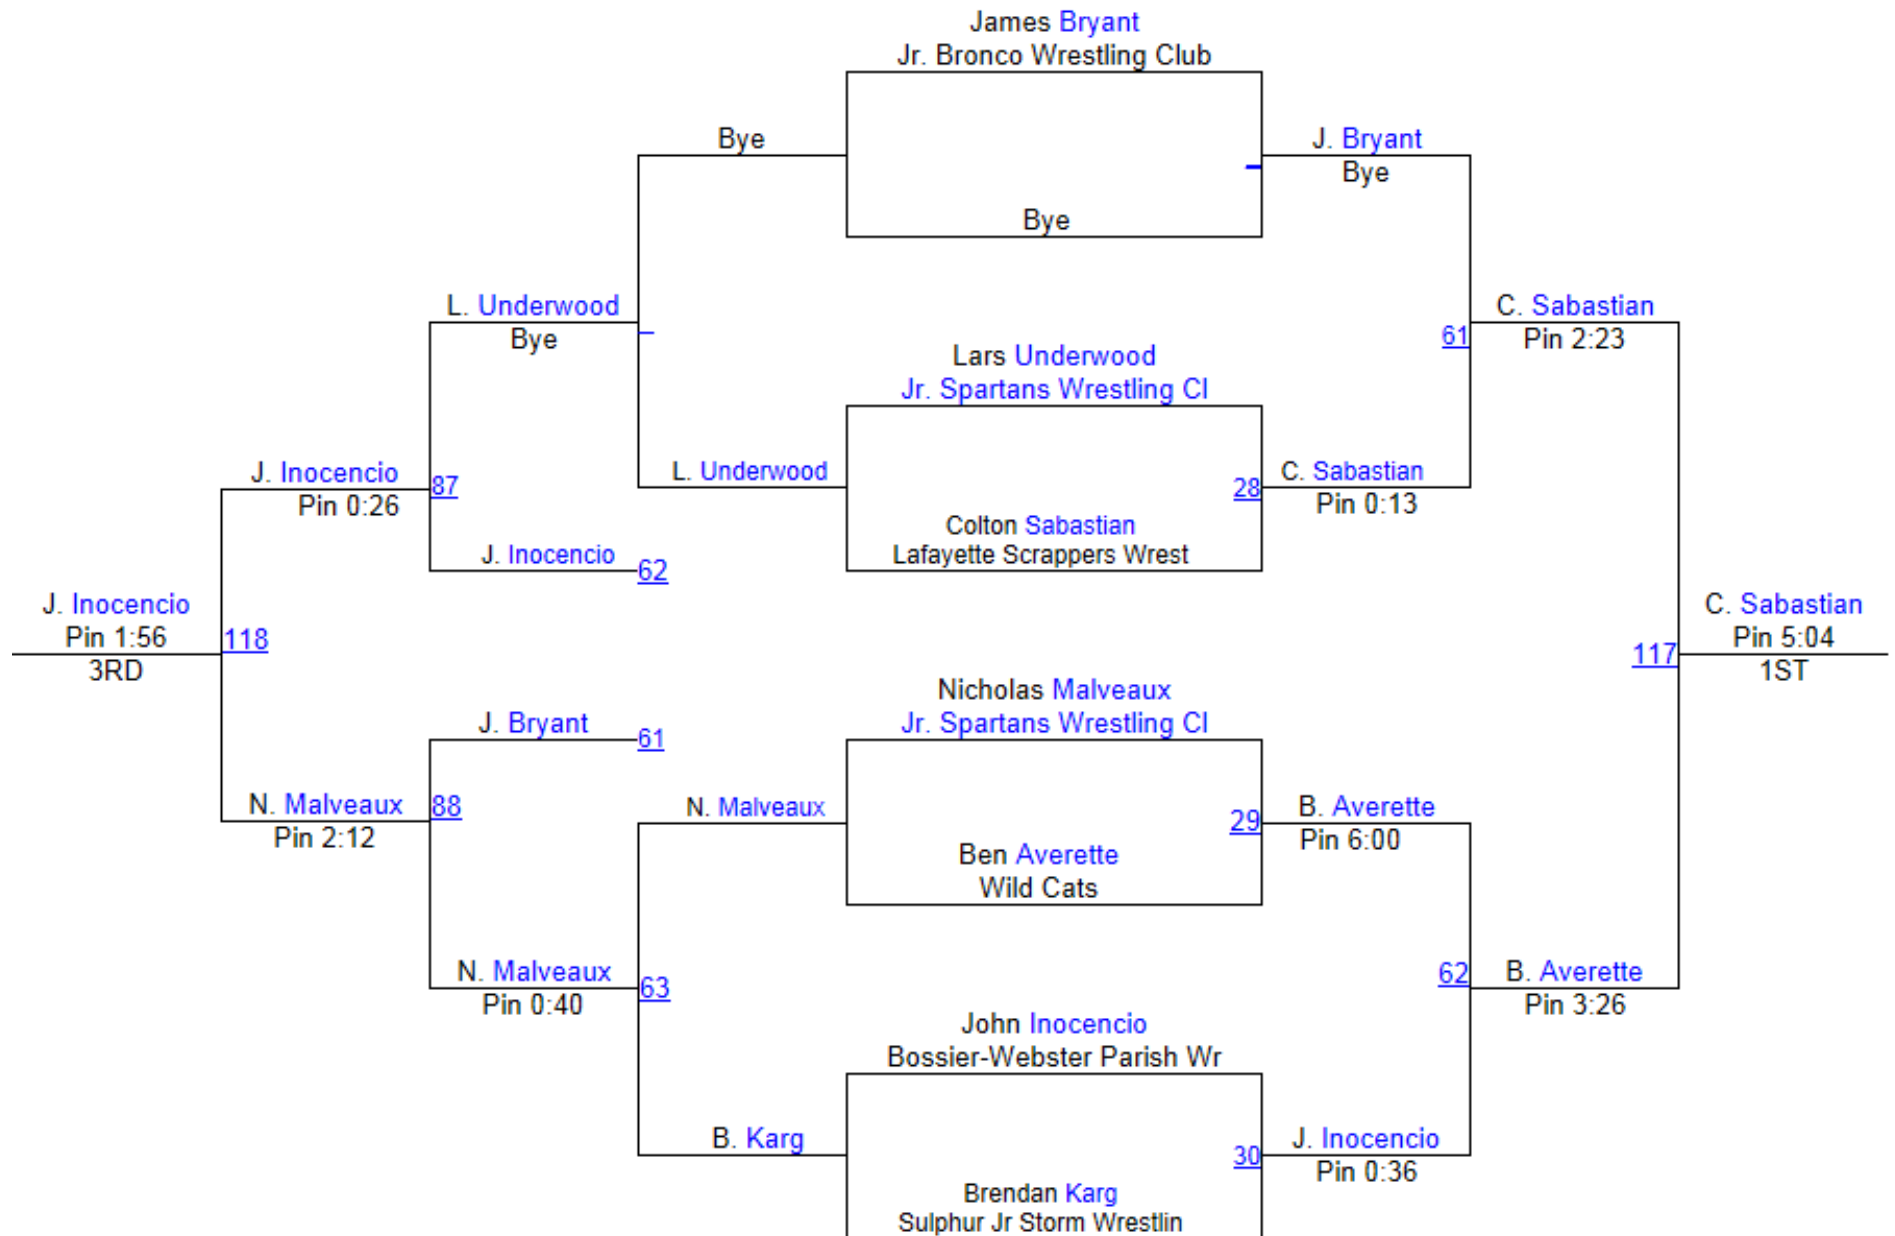 James Bryant
Jr. Bronco Wrestling Club
Bye
J. Bryant
Bye
Bye
L. Underwood
Bye
C. Sabastian
Pin 2:23
61
Lars Underwood
Jr. Spartans Wrestling Cl
J. Inocencio
Pin 0:26
87
L. Underwood
28
C. Sabastian
Pin 0:13
Colton Sabastian
Lafayette Scrappers Wrest
J. Inocencio
62
J. Inocencio
Pin 1:56
3RD
118
117
C. Sabastian
Pin 5:04
1ST
Nicholas Malveaux
Jr. Spartans Wrestling Cl
J. Bryant
61
N. Malveaux
Pin 2:12
88
N. Malveaux
29
B. Averette
Pin 6:00
Ben Averette
Wild Cats
N. Malveaux
Pin 0:40
63
62
B. Averette
Pin 3:26
John Inocencio
Bossier-Webster Parish Wr
B. Karg
30
J. Inocencio
Pin 0:36
Brendan Karg
Sulphur Jr Storm Wrestlin